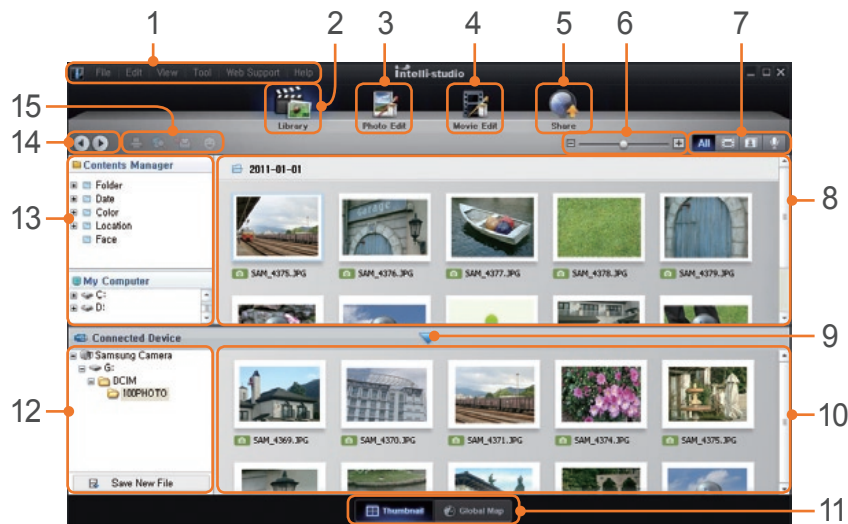 1 2 3 4 5 6 7
File Edit View Tool Web Support Help
intelli-studio
Library
Photo Edit
Movie Edit
Share
15
14
All
Contents Manager
Folder
Date
Color
Location
Face
13
My Computer
C:
D:
2011-01-01
SAM_4375.JPG
SAM_4376.JPG
SAM_4377.JPG
SAM_4378.JPG
SAM_4379.JPG
8
Connected Device
9
Samsung Camera
G:
DCIM
100PHOTO
12
SAM_4369.JPG
SAM_4370.JPG
SAM_4371.JPG
SAM_4374.JPG
SAM_4375.JPG
10
Save New File
Thumbnail
Global Map
11